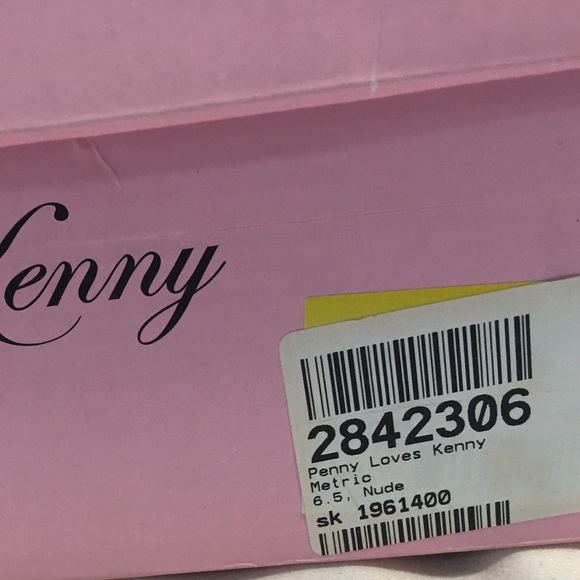 Kenny
2842306
Penny Loves Kenny
Metric
6.5, Nude
sk 1961400